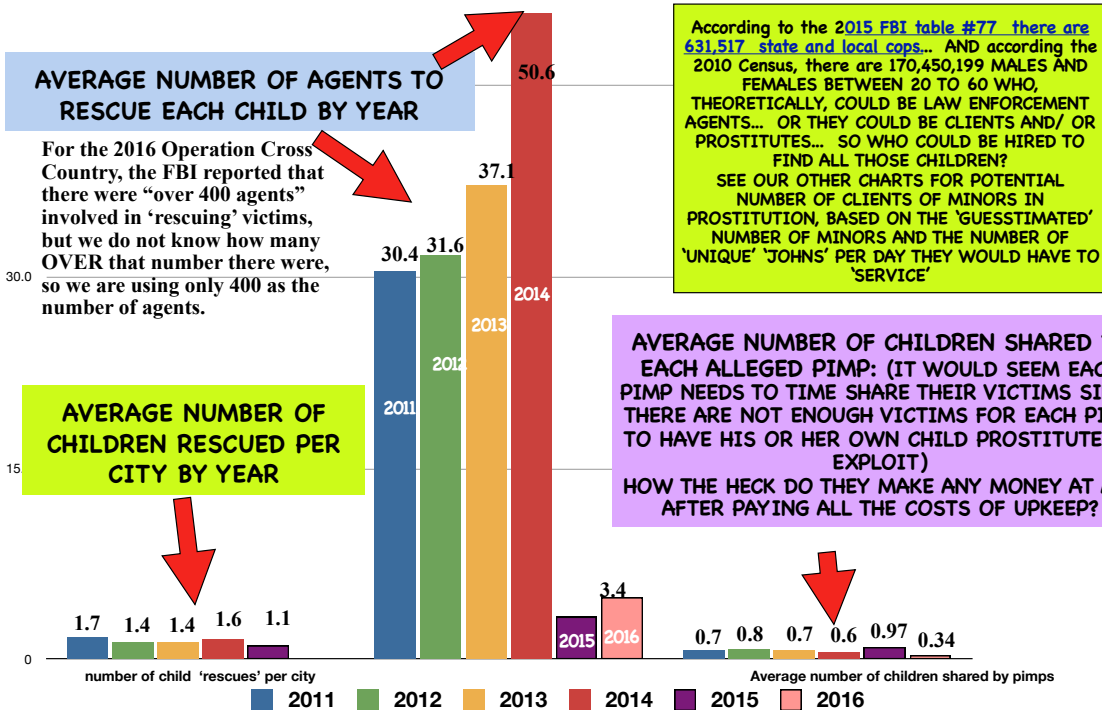 AVERAGE NUMBER OF AGENTS TO
RESCUE EACH CHILD BY YEAR
For the 2016 Operation Cross
Country, the FBI reported that
there were “over 400 agents”
involved in ‘rescuing’ victims,
but we do not know how many
OVER that number there were,
so we are using only 400 as the
number of agents.
According to the 2015 FBI table #77 there are
631,517 state and local cops... AND according the
2010 Census, there are 170,450,199 MALES AND
FEMALES BETWEEN 20 TO 60 WHO,
THEORETICALLY, COULD BE LAW ENFORCEMENT
AGENTS... OR THEY COULD BE CLIENTS AND/ OR
PROSTITUTES... SO WHO COULD BE HIRED TO
FIND ALL THOSE CHILDREN?
SEE OUR OTHER CHARTS FOR POTENTIAL
NUMBER OF CLIENTS OF MINORS IN
PROSTITUTION, BASED ON THE ‘GUESSTIMATED’
NUMBER OF MINORS AND THE NUMBER OF
‘UNIQUE’ ‘JOHNS’ PER DAY THEY WOULD HAVE TO
‘SERVICE’
AVERAGE NUMBER OF CHILDREN SHARED
EACH ALLEGED PIMP: (IT WOULD SEEM
PIMP NEEDS TO TIME SHARE THEIR VICTIMS
THERE ARE NOT ENOUGH VICTIMS FOR EACH
TO HAVE HIS OR HER OWN CHILD PROSTITUTE
EXPLOIT)
HOW THE HECK DO THEY MAKE ANY MONEY AT
AFTER PAYING ALL THE COSTS OF UPKEEP?
AVERAGE NUMBER OF
CHILDREN RESCUED PER
CITY BY YEAR
30.0
15.
0
1.7
1.4
1.4
1.6
1.1
30.4
31.6
37.1
50.6
3.4
2011
2012
2013
2014
2015
2016
0.7
0.8
0.7
0.6
0.97
0.34
number of child ‘rescues’ per city
Average number of children shared by pimps
2011 2012 2013 2014 2015 2016